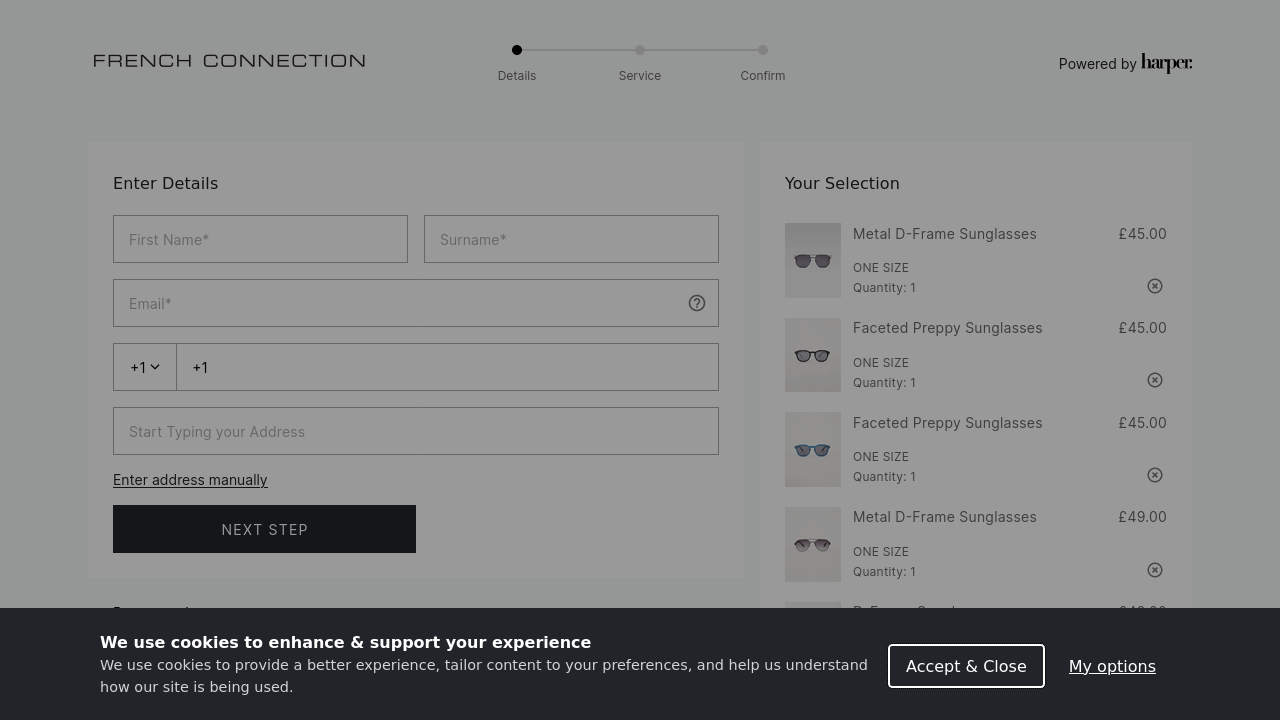 FRENCH CONNECTION
Details
Service
Confirm
Powered by harper.
Enter Details
First Name*
Surname*
Email*
+1
+1
Start Typing your Address
Enter address manually
NEXT STEP
Your Selection
Metal D-Frame Sunglasses £45.00
ONE SIZE
Quantity: 1
Faceted Preppy Sunglasses £45.00
ONE SIZE
Quantity: 1
Faceted Preppy Sunglasses £45.00
ONE SIZE
Quantity: 1
Metal D-Frame Sunglasses £49.00
ONE SIZE
Quantity: 1
We use cookies to enhance & support your experience
We use cookies to provide a better experience, tailor content to your preferences, and help us understand
how our site is being used.
Accept & Close
My options